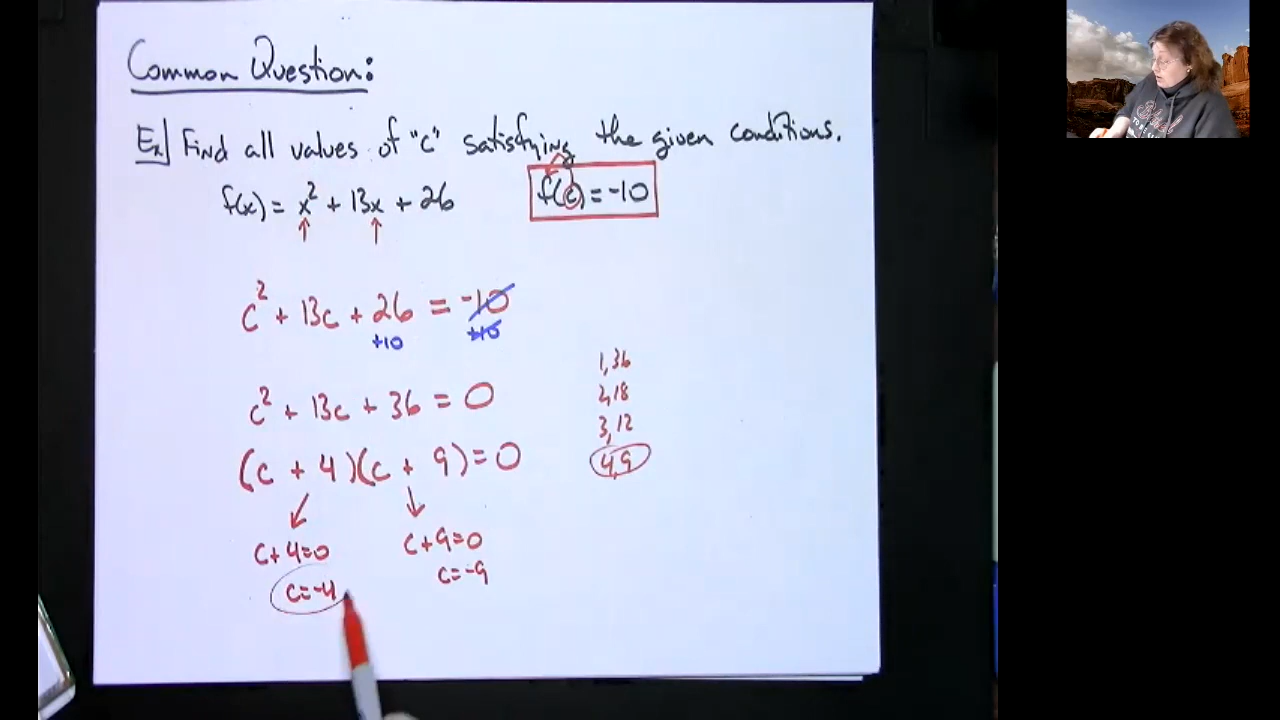 Common Question:
Ex| Find all values of "c" satisfying the given conditions.
f(x) = x² + 13x + 26 f(c) = -10
c² + 13c + 26 = -10
+10 +10
1, 36
c² + 13c + 36 = 0 2, 18
3, 12
(c + 4)(c + 9) = 0 4, 9
c+4=0 c+9=0
c=-4 c=-9